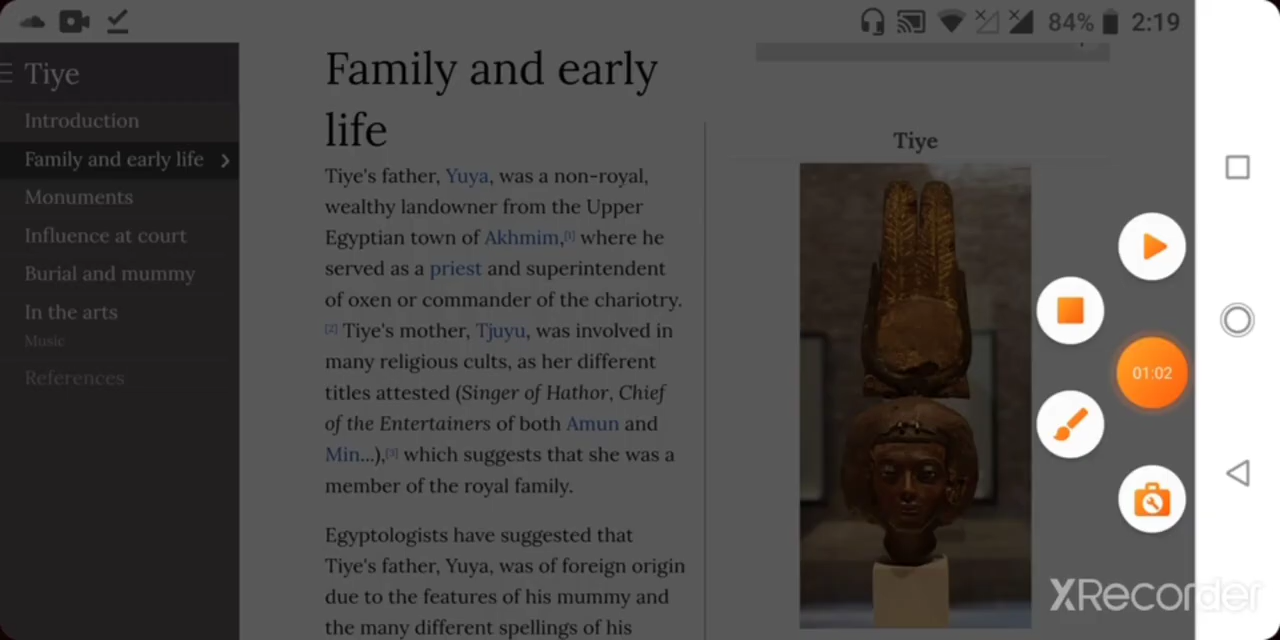 84% 2:19
Tiye
Introduction
Family and early life
Monuments
Influence at court
Burial and mummy
In the arts
Music
References
Family and early
life
Tiye's father, Yuya, was a non-royal,
wealthy landowner from the Upper
Egyptian town of Akhmim,[1] where he
served as a priest and superintendent
of oxen or commander of the chariotry.
[2] Tiye's mother, Tjuyu, was involved in
many religious cults, as her different
titles attested (Singer of Hathor, Chief
of the Entertainers of both Amun and
Min...),[3] which suggests that she was a
member of the royal family.
Egyptologists have suggested that
Tiye's father, Yuya, was of foreign origin
due to the features of his mummy and
the many different spellings of his
Tiye
01:02
XRecorder